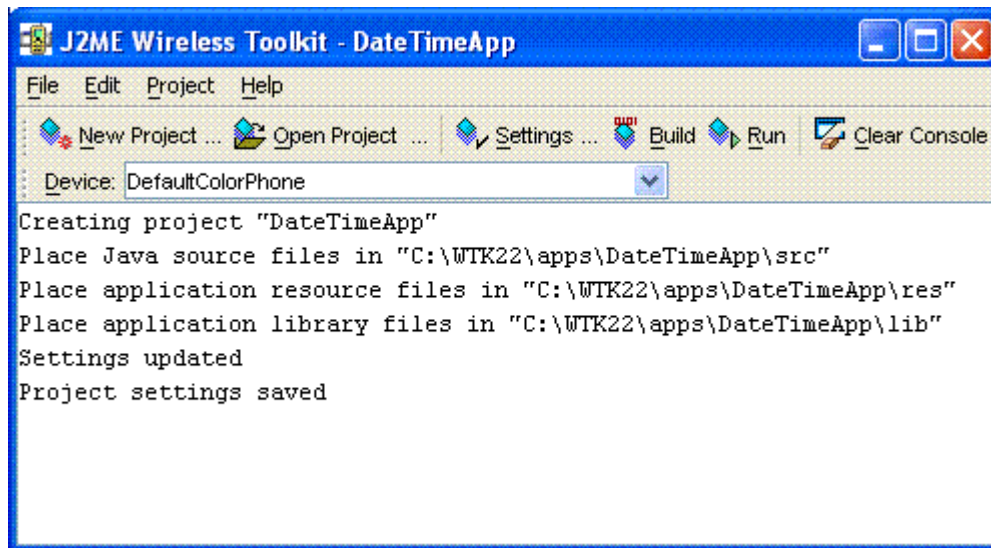 J2ME Wireless Toolkit - DateTimeApp
File Edit Project Help
New Project ... Open Project ... Settings ... Build Run Clear Console
Device: DefaultColorPhone
Creating project "DateTimeApp"
Place Java source files in "C:\WTK22\apps\DateTimeApp\src"
Place application resource files in "C:\WTK22\apps\DateTimeApp\res"
Place application library files in "C:\WTK22\apps\DateTimeApp\lib"
Settings updated
Project settings saved